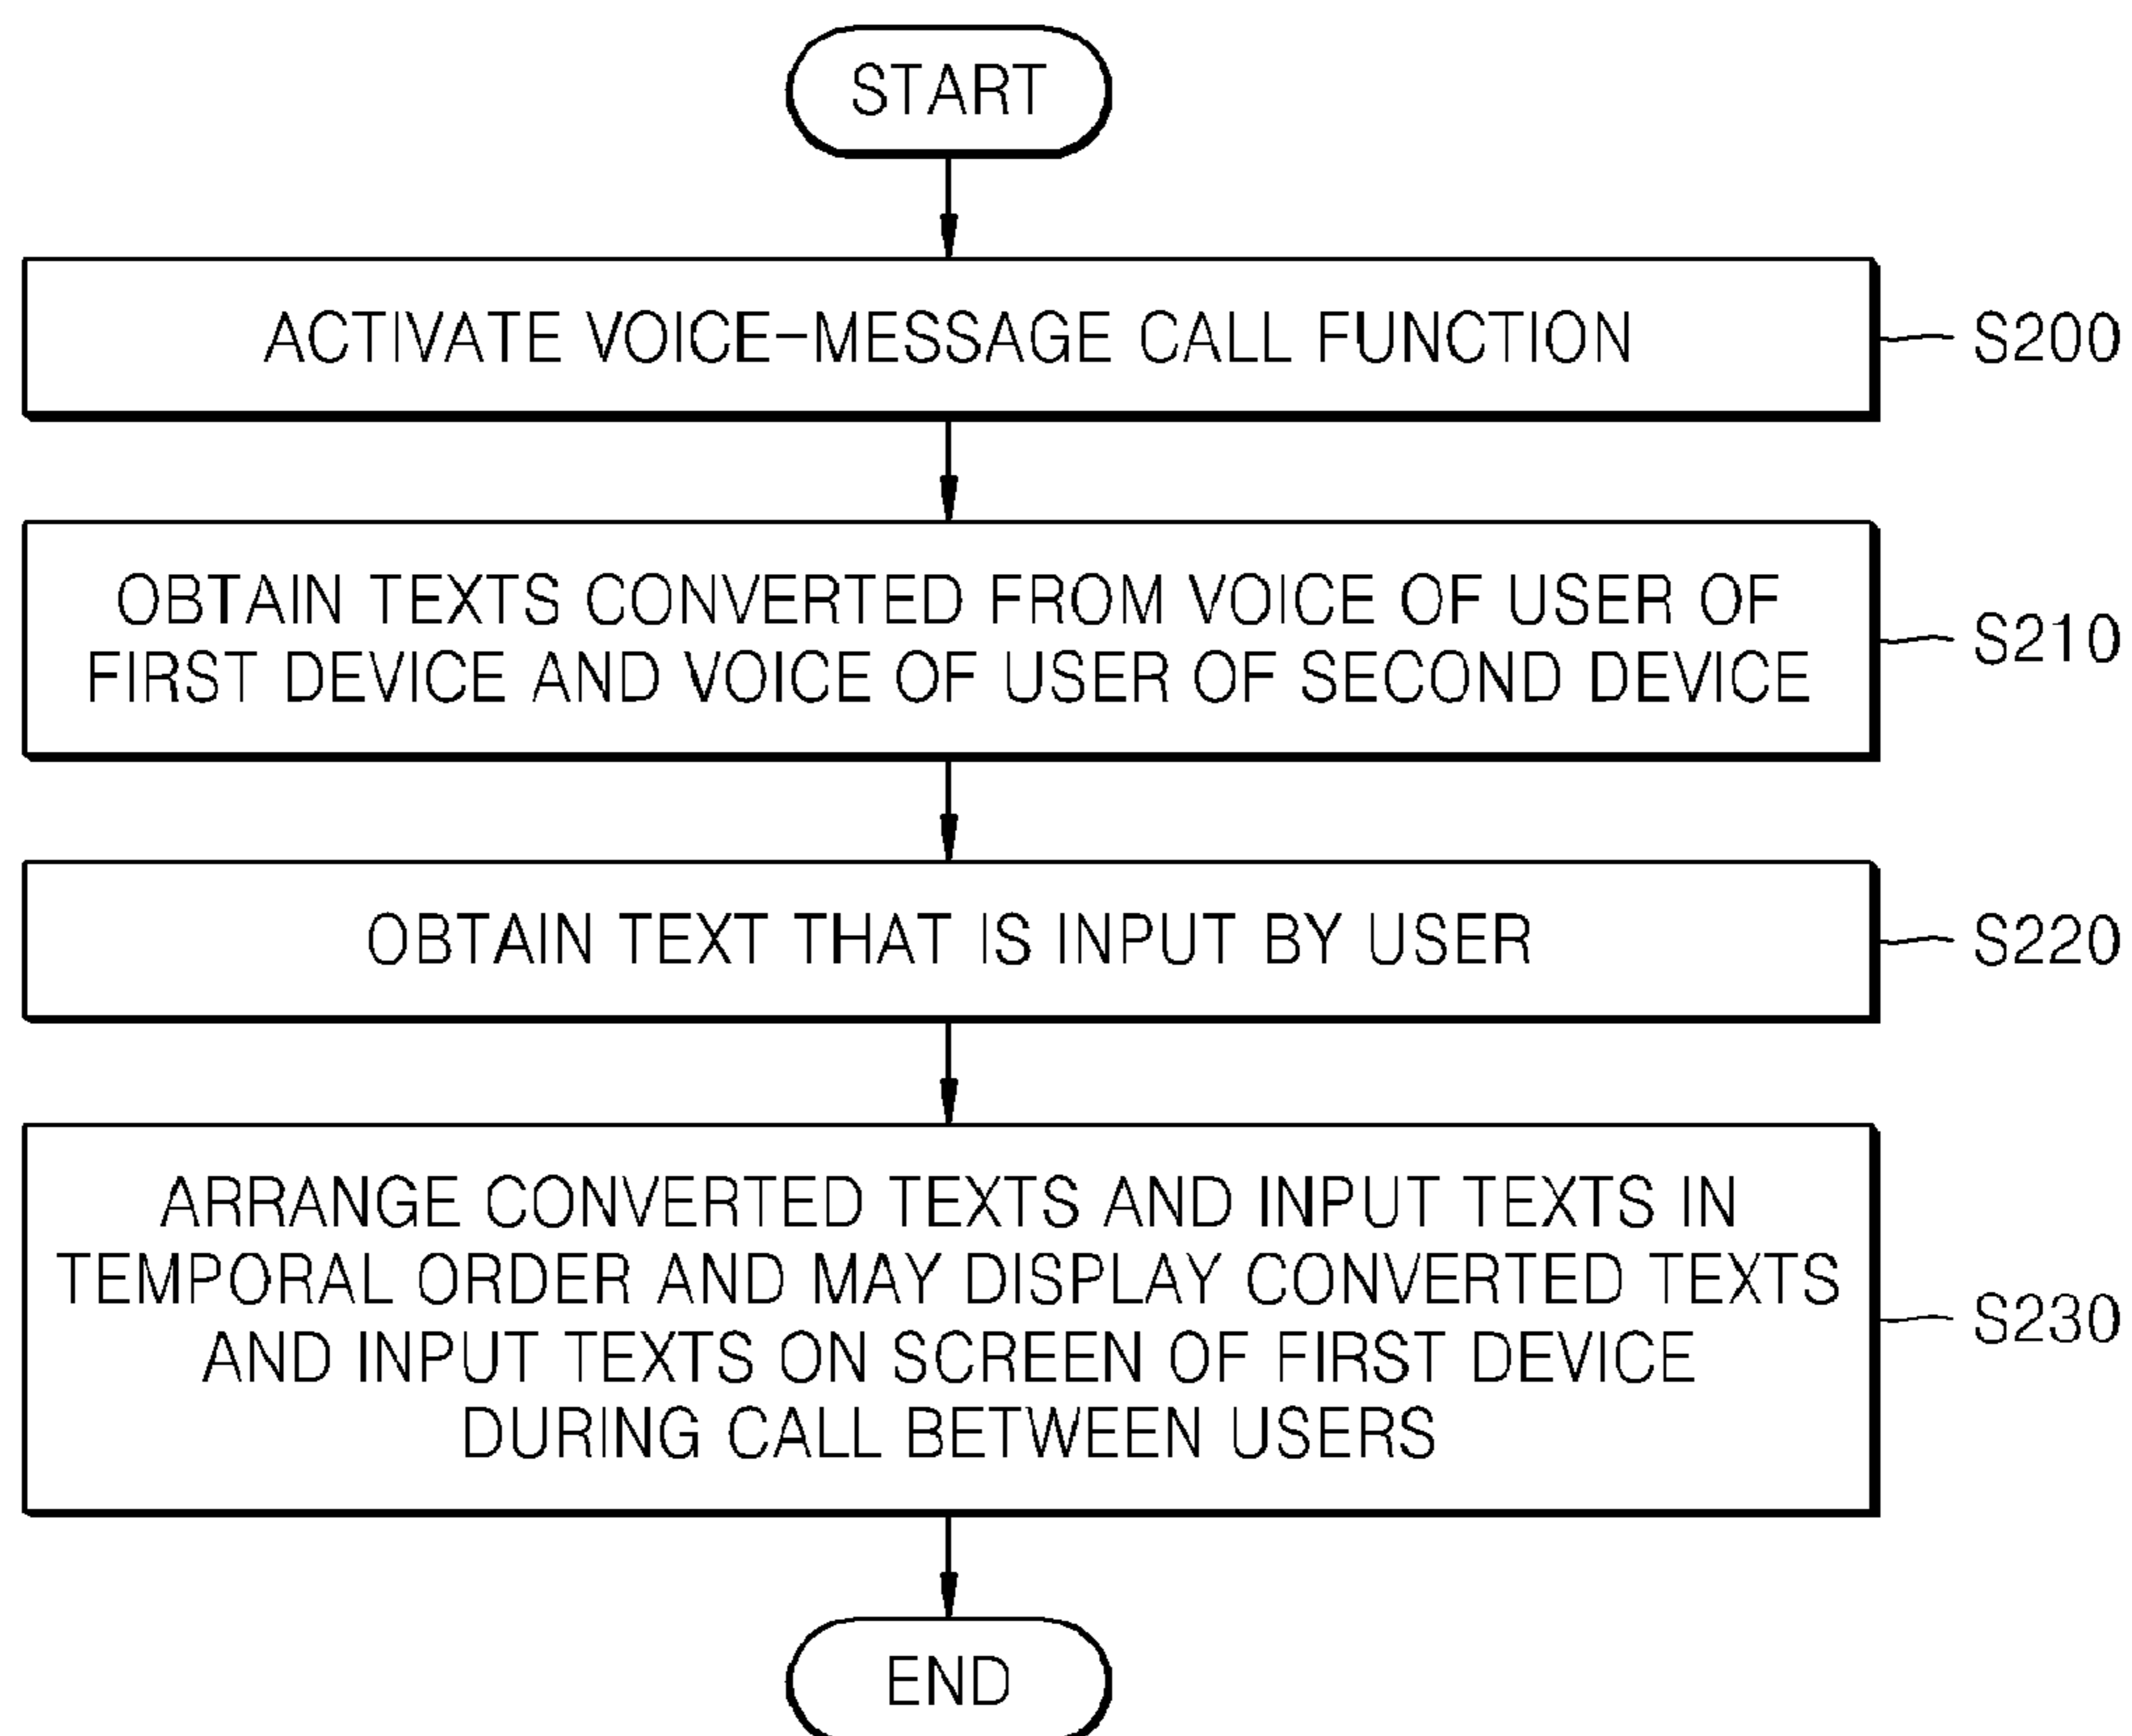 START
ACTIVATE VOICE-MESSAGE CALL FUNCTION
S200
OBTAIN TEXTS CONVERTED FROM VOICE OF USER OF
FIRST DEVICE AND VOICE OF USER OF SECOND DEVICE
S210
OBTAIN TEXT THAT IS INPUT BY USER
S220
ARRANGE CONVERTED TEXTS AND INPUT TEXTS IN
TEMPORAL ORDER AND MAY DISPLAY CONVERTED TEXTS
AND INPUT TEXTS ON SCREEN OF FIRST DEVICE
DURING CALL BETWEEN USERS
S230
END